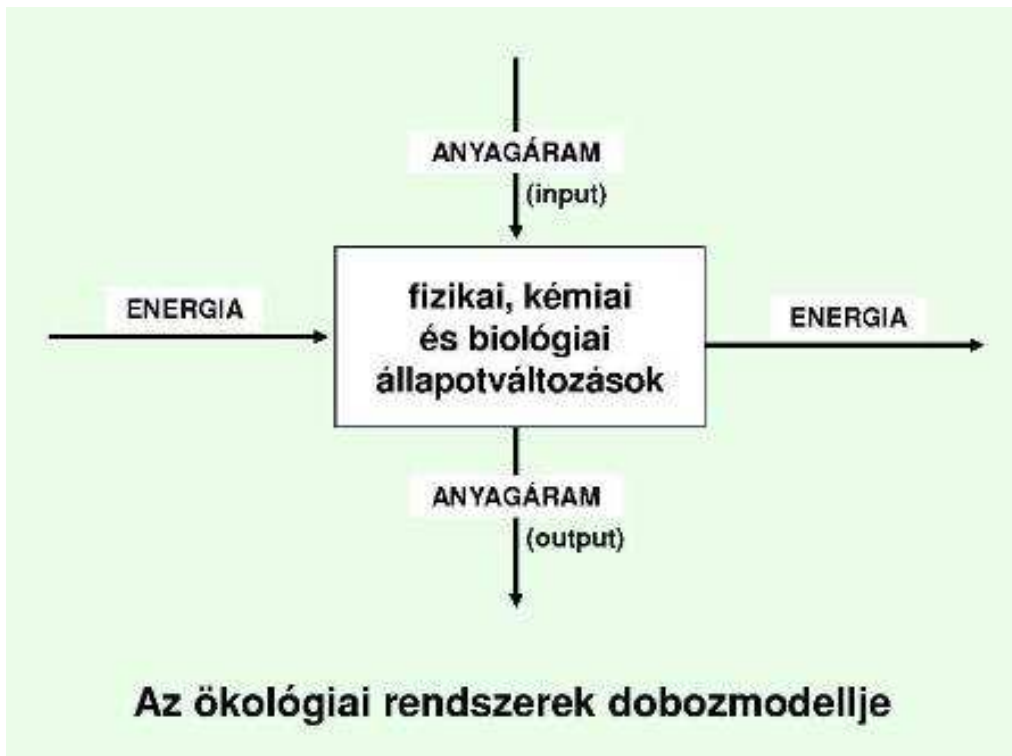 ANYAGÁRAM
(input)
ENERGIA
fizikai, kémiai
és biológiai
állapotváltozások
ENERGIA
ANYAGÁRAM
(output)
Az ökológiai rendszerek dobozmodellje